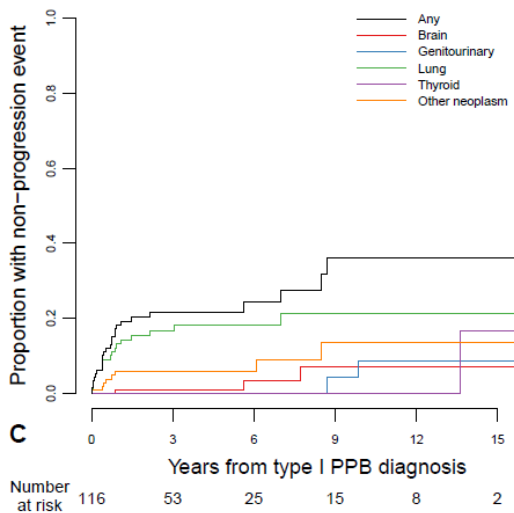 Proportion with non−progression event
1.0
0.8
0.6
0.4
0.2
0.0
Any
Brain
Genitourinary
Lung
Thyroid
Other neoplasm
0 3 6 9 12 15
C
Years from type I PPB diagnosis
Number
at risk
116 53 25 15 8 2